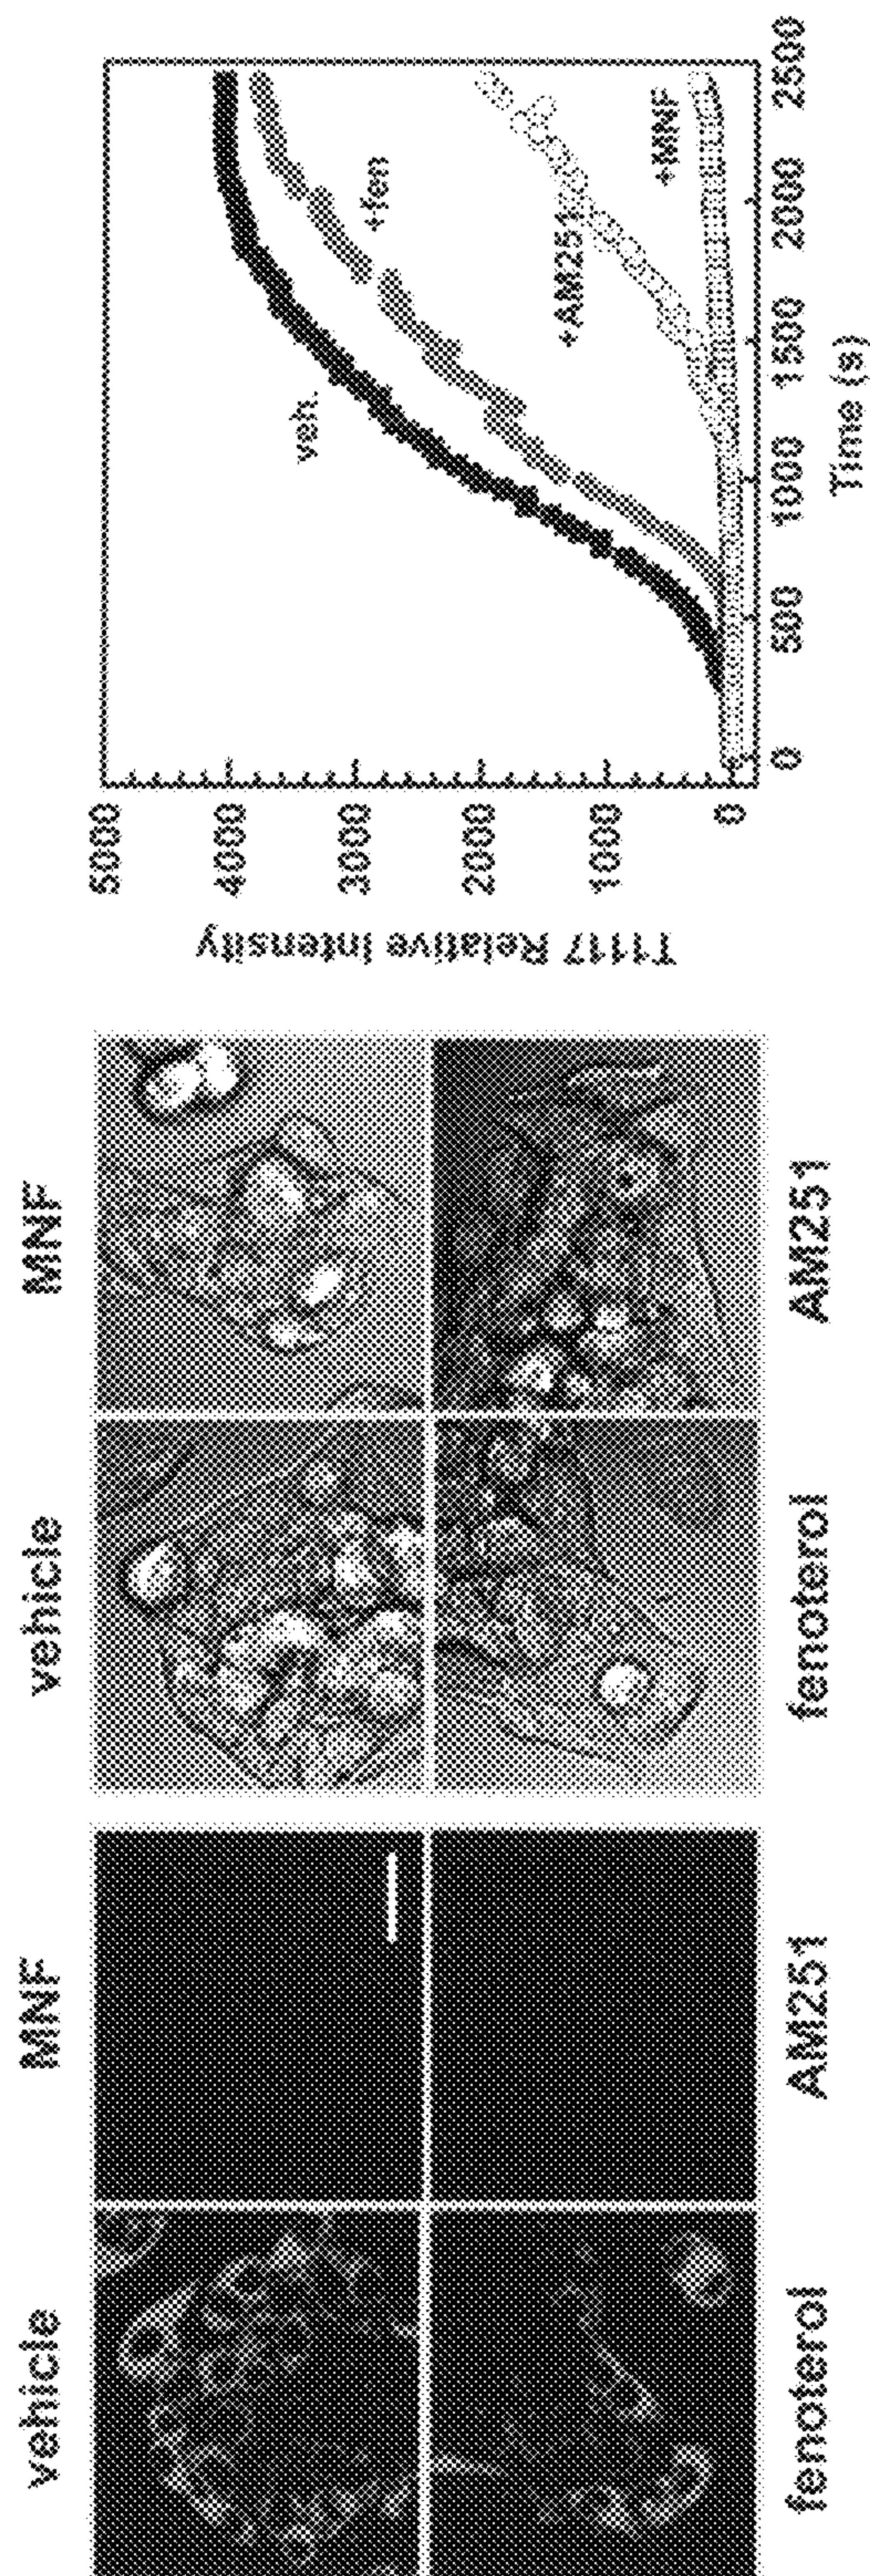 vehicle MNF
fenoterol AM251
vehicle MNF
fenoterol AM251
T1117 Relative Intensity
5000
4000
3000
2000
1000
0
veh.
+fen
+AM251
+MNF
0 500 1000 1500 2000 2500
Time (s)